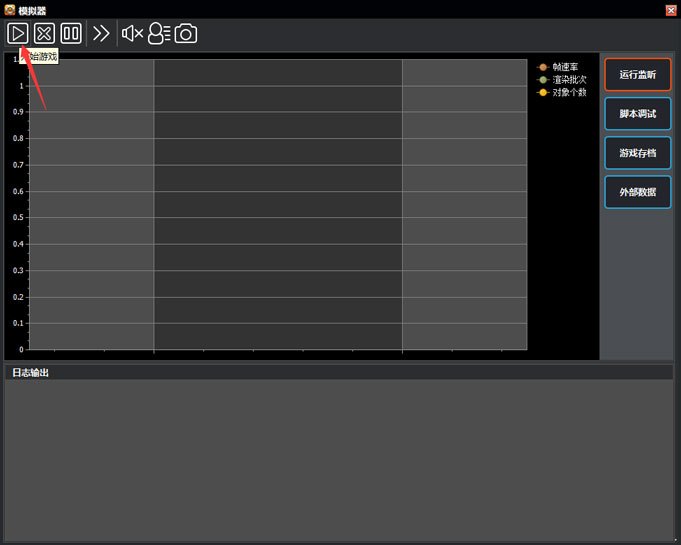 模拟器
始游戏
1
0.9
0.8
0.7
0.6
0.5
0.4
0.3
0.2
0.1
0
帧速率
渲染批次
对象个数
运行监听
脚本调试
游戏存档
外部数据
日志输出